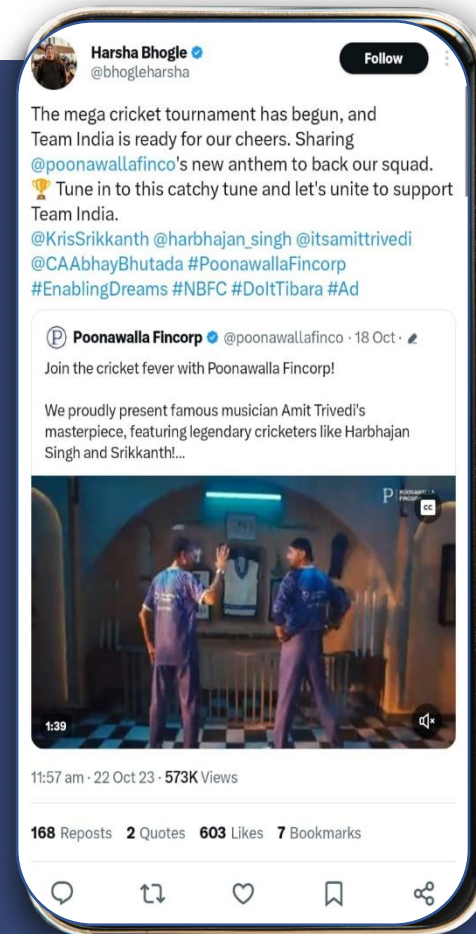 Harsha Bhogle
@bhogleharsha
Follow
The mega cricket tournament has begun, and
Team India is ready for our cheers. Sharing
@poonawallafinco's new anthem to back our squad.
🏆 Tune in to this catchy tune and let's unite to support
Team India.
@KrisSrikkanth @harbhajan_singh @itsamittrivedi
@CAAbhayBhutada #PoonawallaFincorp
#EnablingDreams #NBFC #DoItTibara #Ad
Poonawalla Fincorp @poonawallafinco · 18 Oct ·
Join the cricket fever with Poonawalla Fincorp!
We proudly present famous musician Amit Trivedi's
masterpiece, featuring legendary cricketers like Harbhajan
Singh and Srikkanth!...
P
CC
1:39
11:57 am · 22 Oct 23 · 573K Views
168 Reposts 2 Quotes 603 Likes 7 Bookmarks